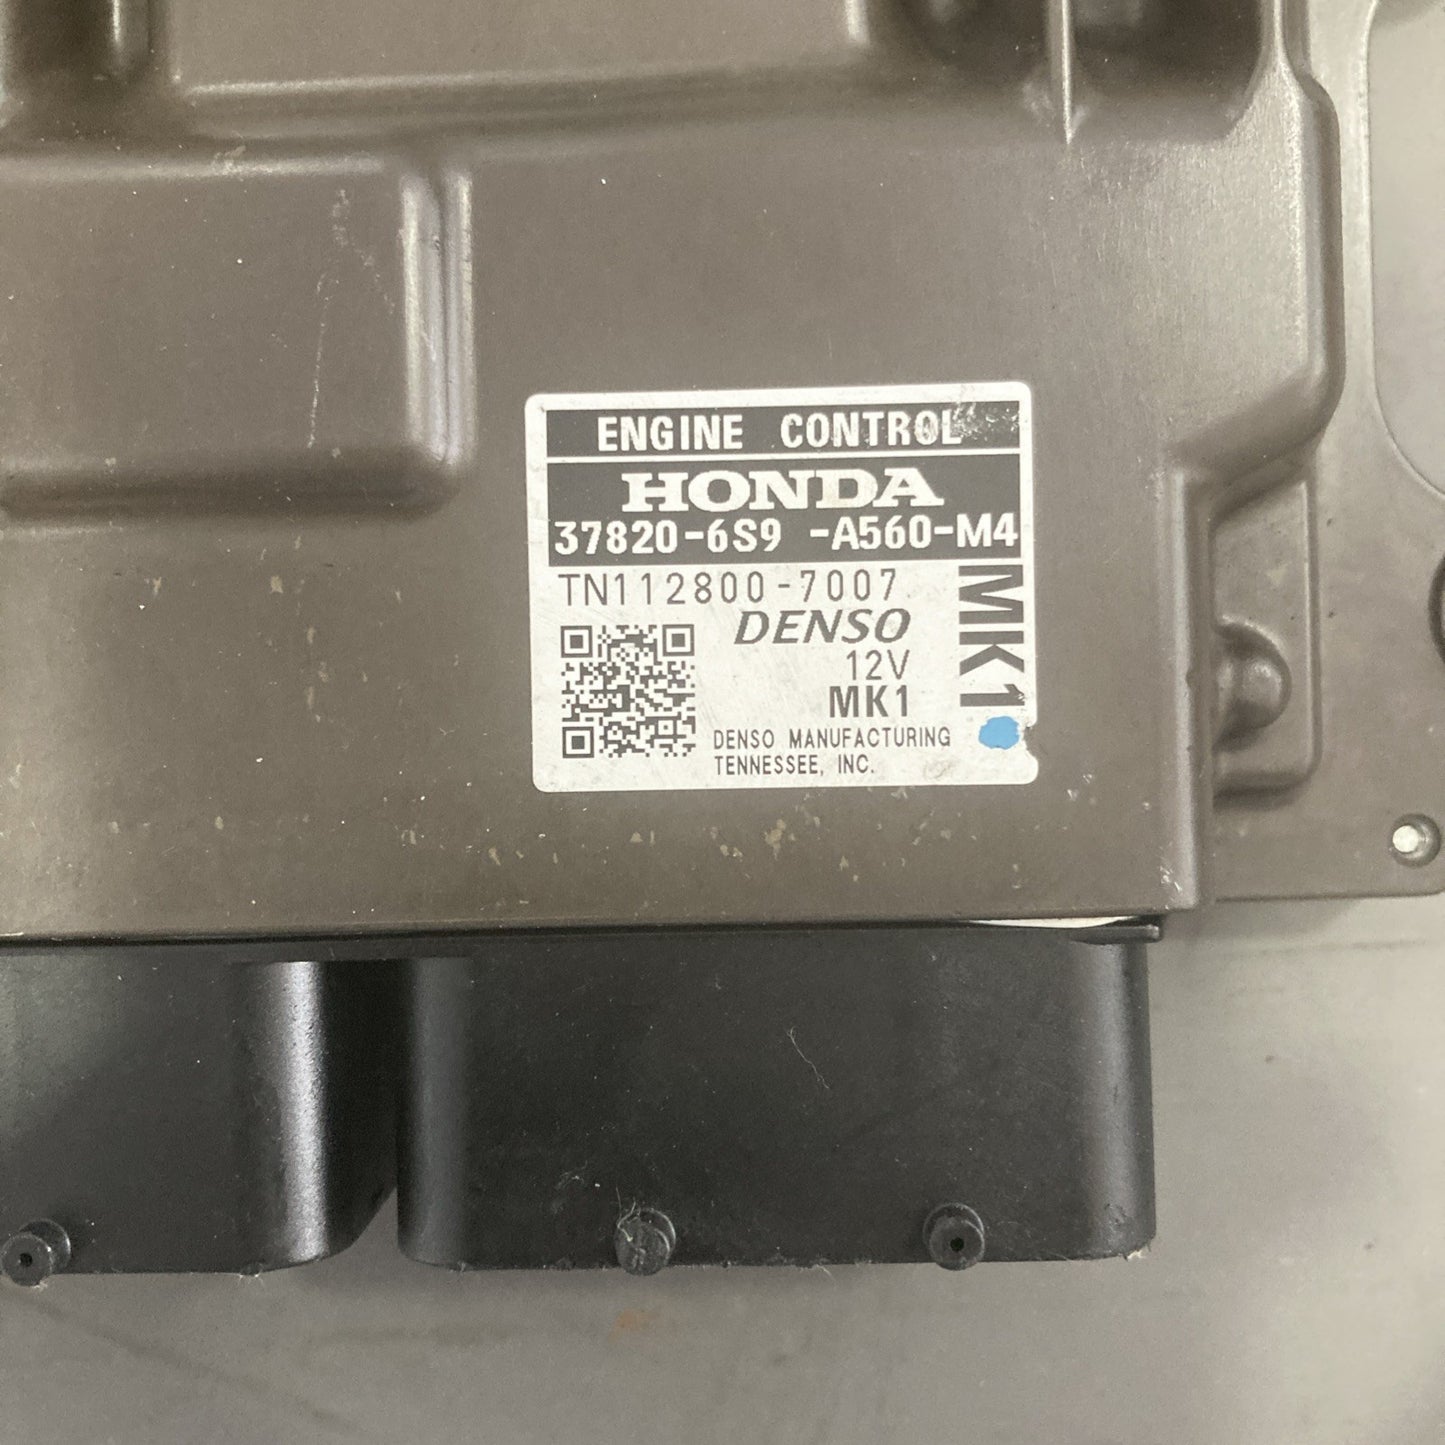 ENGINE CONTROL
HONDA
37820-6S9 -A560-M4
TN112800-7007
DENSO
12V
MK1
DENSO MANUFACTURING
TENNESSEE, INC.
MK1